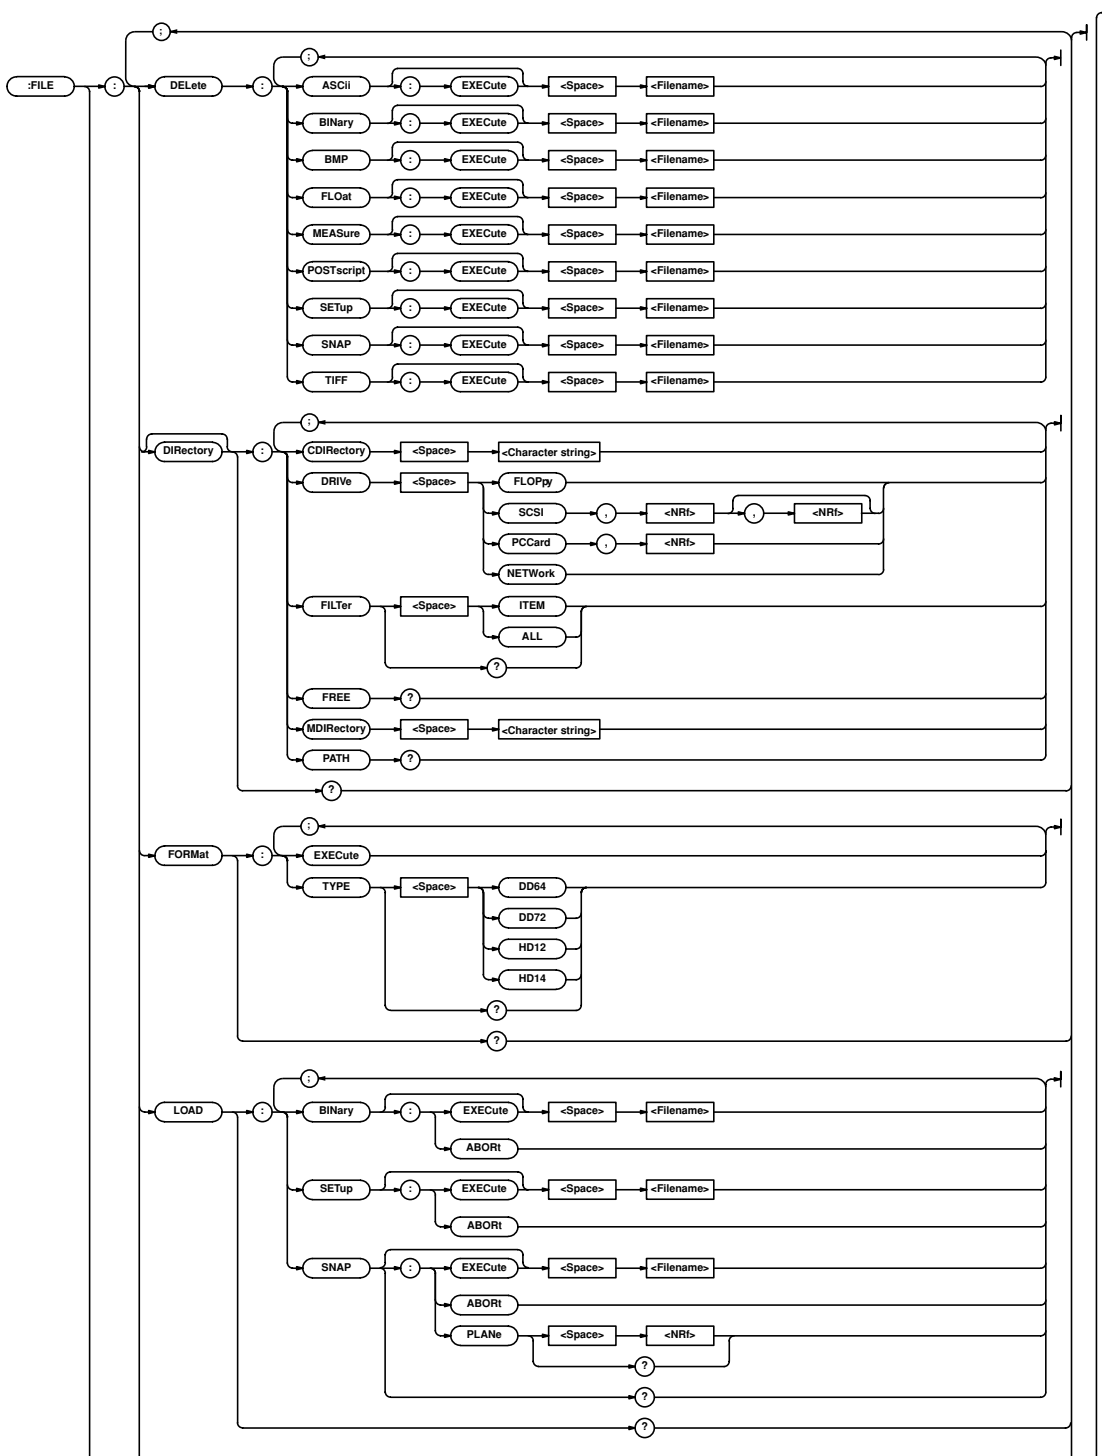 ;
;
:FILE : DELete : ASCii : EXECute <Space> <Filename>
BINary : EXECute <Space> <Filename>
BMP : EXECute <Space> <Filename>
FLOat : EXECute <Space> <Filename>
MEASure : EXECute <Space> <Filename>
POSTscript : EXECute <Space> <Filename>
SETup : EXECute <Space> <Filename>
SNAP : EXECute <Space> <Filename>
TIFF : EXECute <Space> <Filename>
;
DIRectory : CDIRectory <Space> <Character string>
DRIVe <Space> FLOPpy
SCSI , <NRf> , <NRf>
PCCard , <NRf>
NETWork
FILTer <Space> ITEM
ALL
?
FREE ?
MDIRectory <Space> <Character string>
PATH ?
?
;
FORMat : EXECute
TYPE <Space> DD64
DD72
HD12
HD14
?
?
;
LOAD : BINary : EXECute <Space> <Filename>
ABORt
SETup : EXECute <Space> <Filename>
ABORt
SNAP : EXECute <Space> <Filename>
ABORt
PLANe <Space> <NRf>
?
?
?